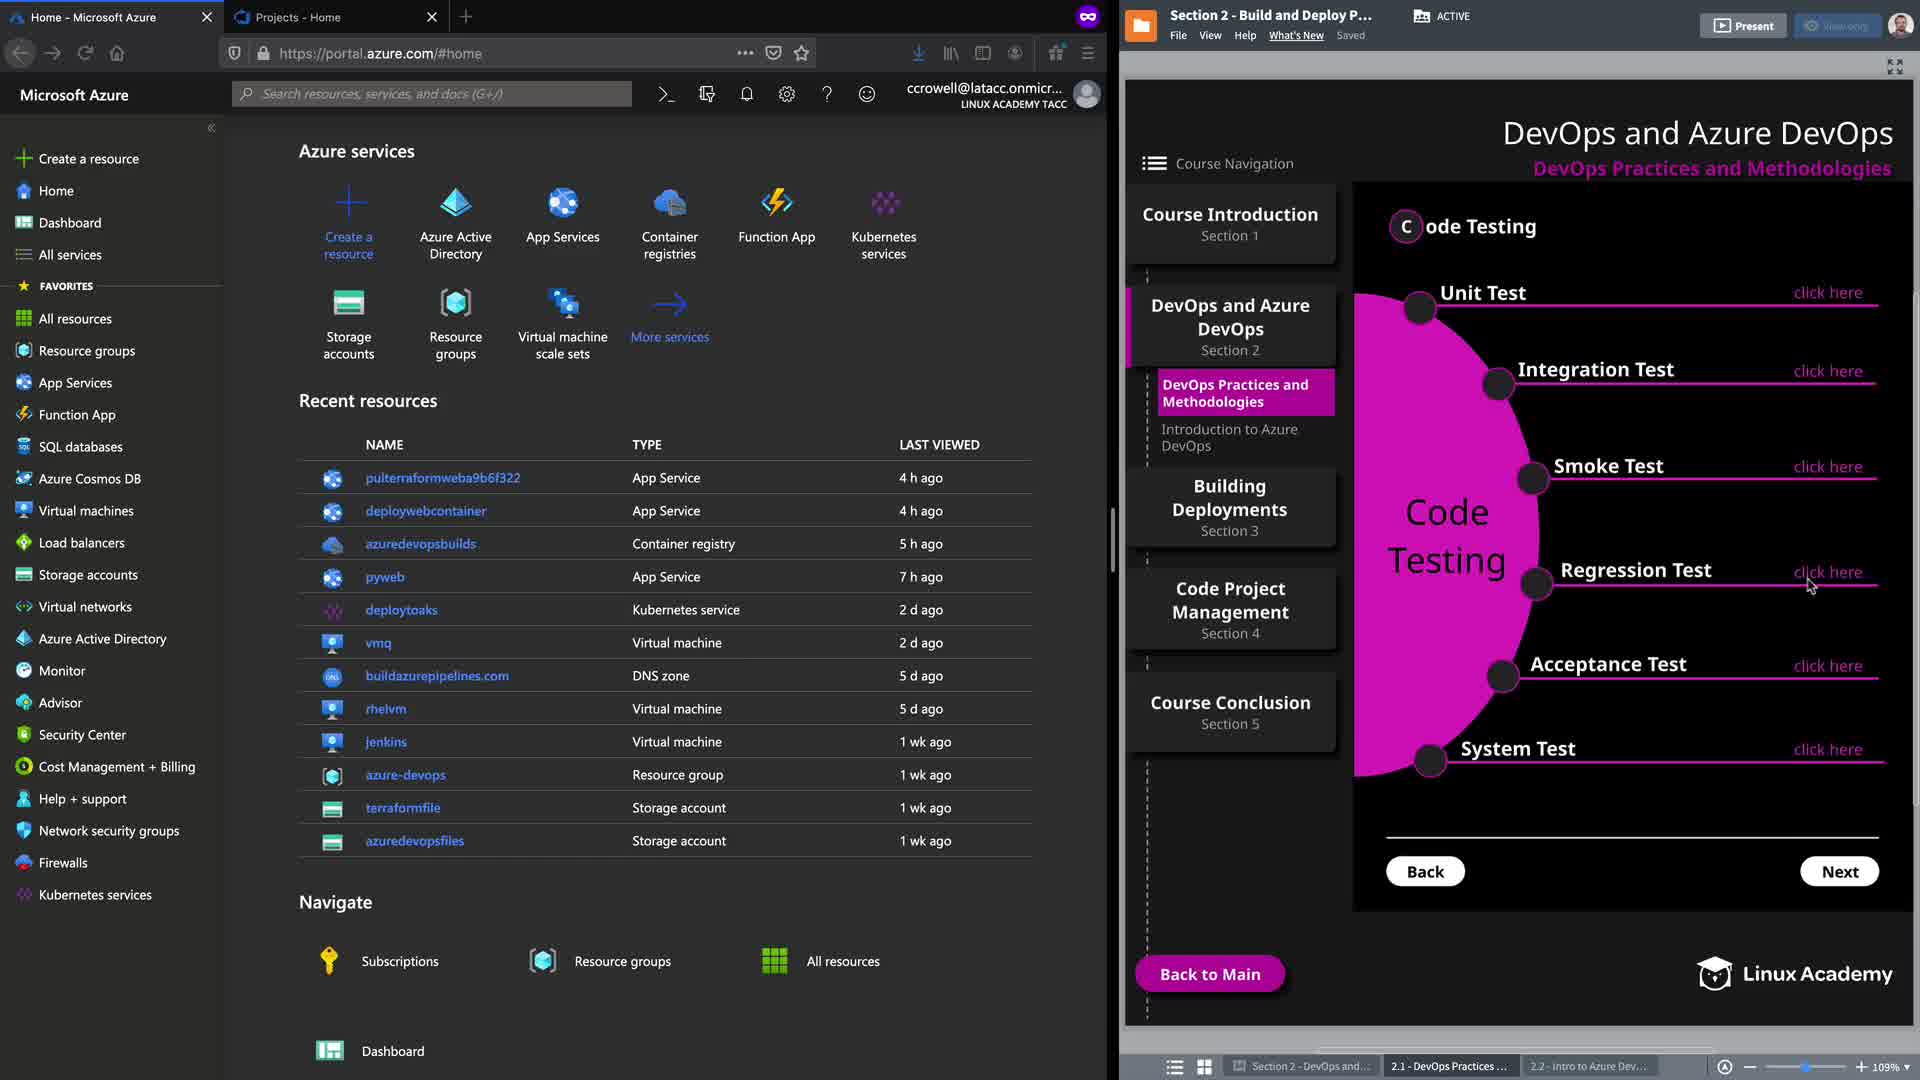 Home - Microsoft Azure
Projects - Home
https://portal.azure.com/#home
Microsoft Azure
Search resources, services, and docs (G+/)
ccrowell@latacc.onmicr...
LINUX ACADEMY TACC
Create a resource
Home
Dashboard
All services
FAVORITES
All resources
Resource groups
App Services
Function App
SQL databases
Azure Cosmos DB
Virtual machines
Load balancers
Storage accounts
Virtual networks
Azure Active Directory
Monitor
Advisor
Security Center
Cost Management + Billing
Help + support
Network security groups
Firewalls
Kubernetes services
Azure services
Create a resource
Azure Active Directory
App Services
Container registries
Function App
Kubernetes services
Storage accounts
Resource groups
Virtual machine scale sets
More services
Recent resources
NAME TYPE LAST VIEWED
pulterraformweba9b6f322 App Service 4 h ago
deploywebcontainer App Service 4 h ago
azuredevopsbuilds Container registry 5 h ago
pyweb App Service 7 h ago
deploytoaks Kubernetes service 2 d ago
vmq Virtual machine 2 d ago
buildazurepipelines.com DNS zone 5 d ago
rhelvm Virtual machine 5 d ago
jenkins Virtual machine 1 wk ago
azure-devops Resource group 1 wk ago
terraformfile Storage account 1 wk ago
azuredevopsfiles Storage account 1 wk ago
Navigate
Subscriptions
Resource groups
All resources
Dashboard
Section 2 - Build and Deploy P...
ACTIVE
File View Help What's New Saved
Present
View only
DevOps and Azure DevOps
DevOps Practices and Methodologies
Course Navigation
Course Introduction
Section 1
DevOps and Azure
DevOps
Section 2
DevOps Practices and
Methodologies
Introduction to Azure
DevOps
Building
Deployments
Section 3
Code Project
Management
Section 4
Course Conclusion
Section 5
Back to Main
Code Testing
Code
Testing
Unit Test click here
Integration Test click here
Smoke Test click here
Regression Test click here
Acceptance Test click here
System Test click here
Back
Next
Linux Academy
Section 2 - DevOps and...
2.1 - DevOps Practices ...
2.2 - Intro to Azure Dev...
109%